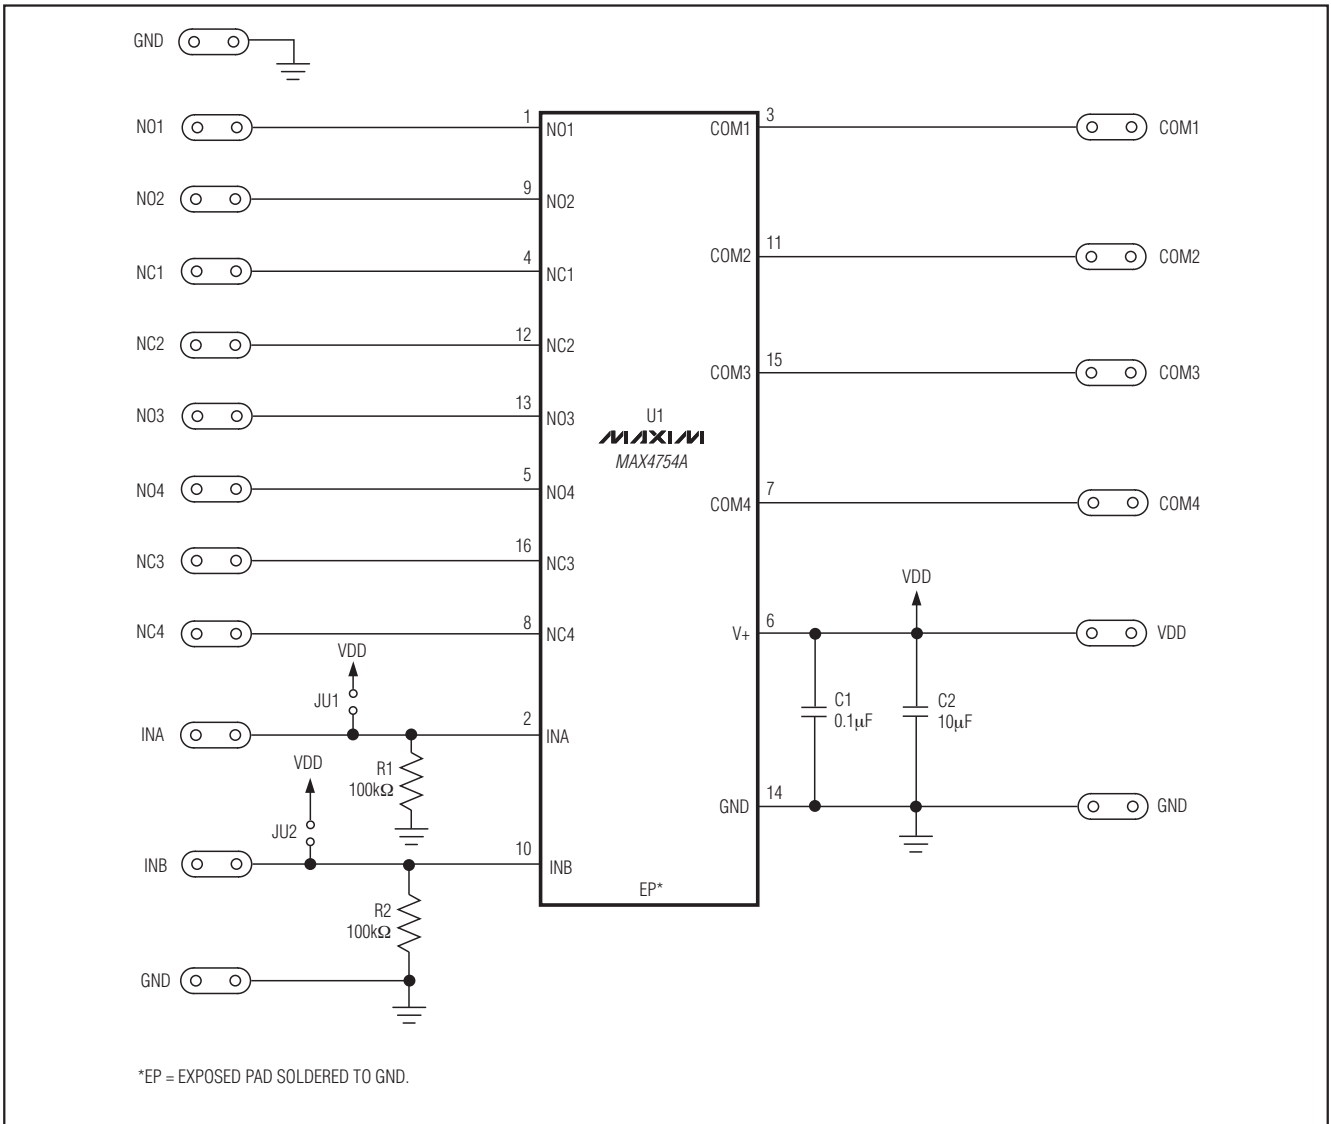 GND
NO1
1
NO1
COM1
3
COM1
NO2
9
NO2
NC1
4
NC1
COM2
11
COM2
NC2
12
NC2
COM3
15
COM3
NO3
13
NO3
U1
MAXIM
MAX4754A
NO4
5
NO4
COM4
7
COM4
NC3
16
NC3
NC4
8
NC4
VDD
V+
6
VDD
VDD
JU1
C1
0.1µF
C2
10µF
INA
2
INA
VDD
R1
100kΩ
JU2
GND
14
GND
INB
10
INB
EP*
R2
100kΩ
GND
*EP = EXPOSED PAD SOLDERED TO GND.